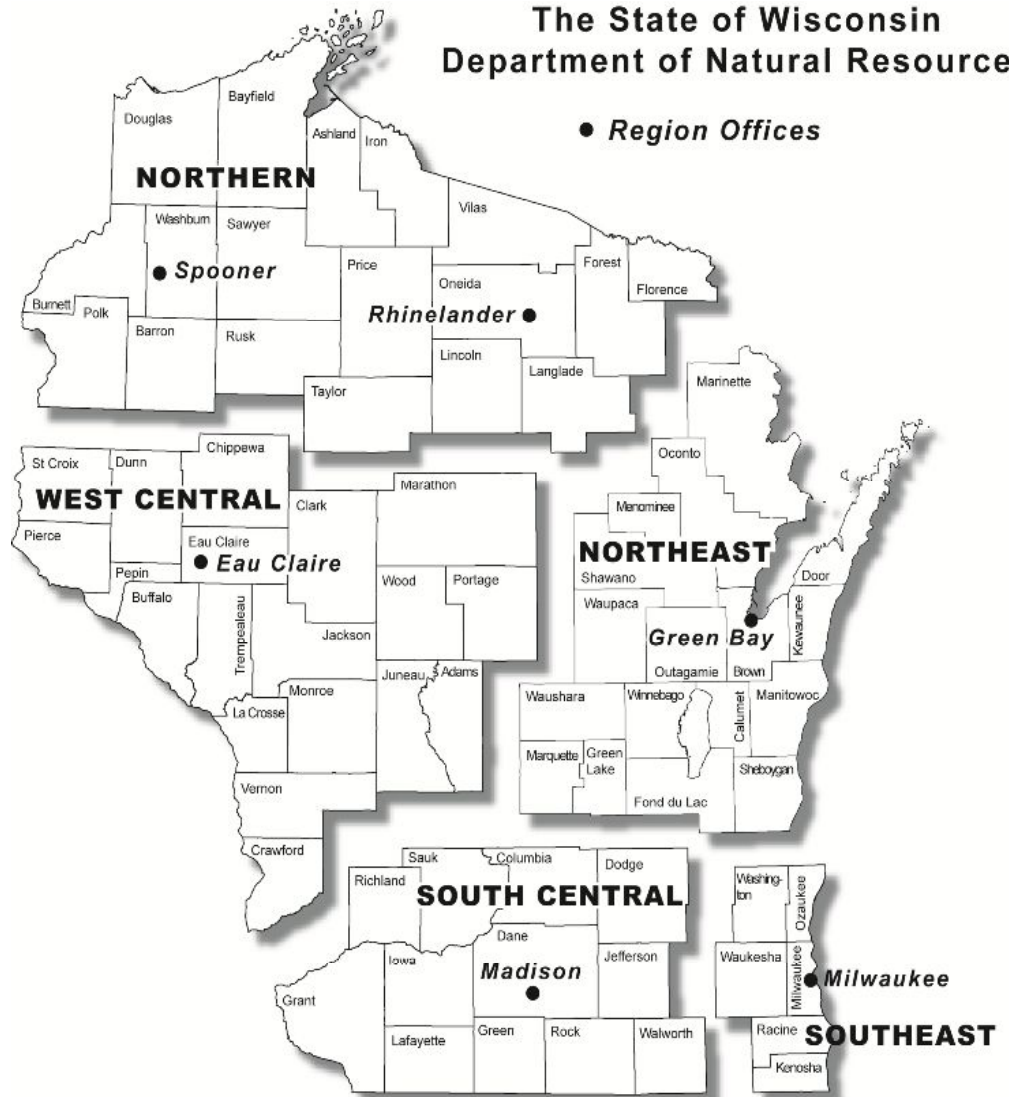 The State of Wisconsin
Department of Natural Resource
● Region Offices
Douglas
Bayfield
Ashland
Iron
NORTHERN
Vilas
Washburn
Sawyer
Spooner
Price
Forest
Florence
Oneida
Rhinelander
Burnett
Polk
Barron
Rusk
Lincoln
Langlade
Taylor
Marinette
St Croix
Dunn
Chippewa
WEST CENTRAL
Clark
Marathon
Pierce
Eau Claire
Eau Claire
Pepin
Buffalo
Wood
Portage
Trempealeau
Jackson
Juneau
Adams
Monroe
La Crosse
Vernon
Crawford
Oconto
Menominee
NORTHEAST
Shawano
Door
Waupaca
Green Bay
Kewaunee
Outagamie
Brown
Waushara
Winnebago
Calumet
Manitowoc
Marquette
Green
Lake
Sheboygan
Fond du Lac
Sauk
Columbia
Dodge
Richland
SOUTH CENTRAL
Dane
Iowa
Jefferson
Madison
Grant
Lafayette
Green
Rock
Walworth
Washing-
ton
Ozaukee
Waukesha
Milwaukee
Milwaukee
Racine
SOUTHEAST
Kenosha